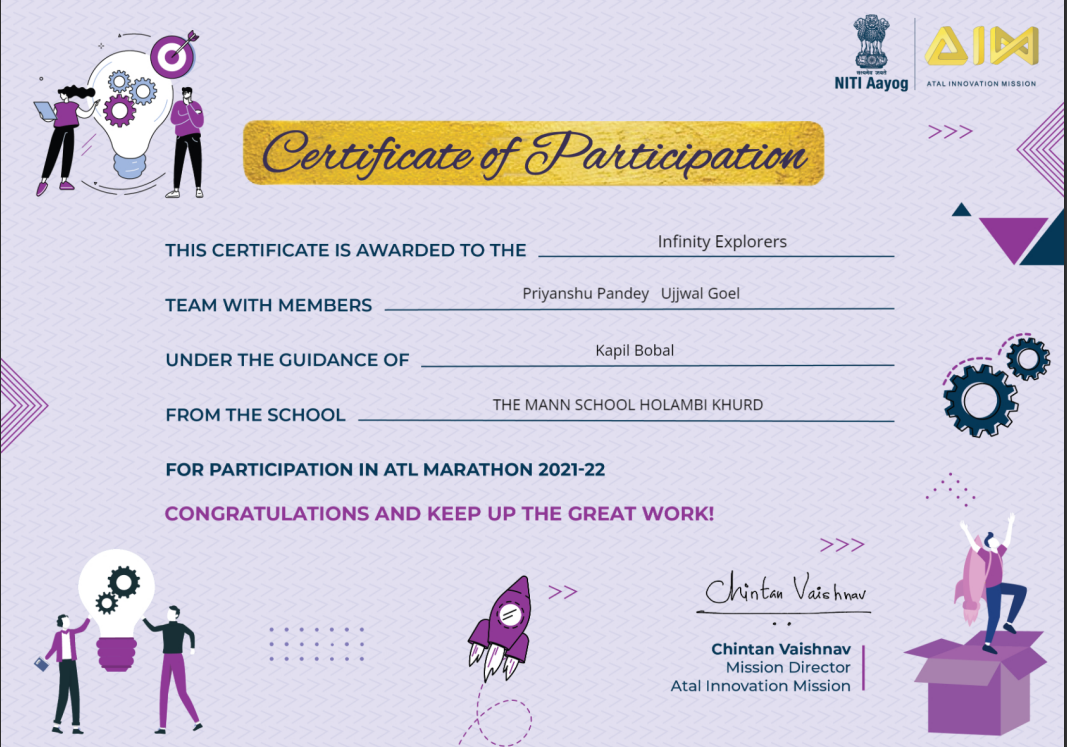 सत्यमेव जयते
NITI Aayog
AIM
ATAL INNOVATION MISSION
Certificate of Participation
THIS CERTIFICATE IS AWARDED TO THE Infinity Explorers
TEAM WITH MEMBERS Priyanshu Pandey Ujjwal Goel
UNDER THE GUIDANCE OF Kapil Bobal
FROM THE SCHOOL THE MANN SCHOOL HOLAMBI KHURD
FOR PARTICIPATION IN ATL MARATHON 2021-22
CONGRATULATIONS AND KEEP UP THE GREAT WORK!
Chintan Vaishnav
Chintan Vaishnav
Mission Director
Atal Innovation Mission